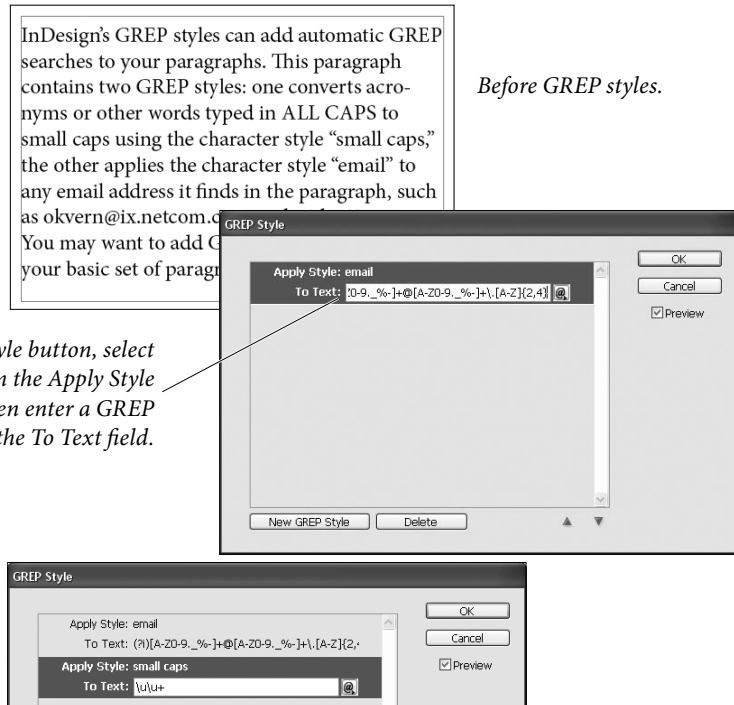 InDesign’s GREP styles can add automatic GREP
searches to your paragraphs. This paragraph
contains two GREP styles: one converts acro-
nyms or other words typed in ALL CAPS to
small caps using the character style “small caps,”
the other applies the character style “email” to
any email address it finds in the paragraph, such
as okvern@ix.netcom.c
You may want to add G
your basic set of paragr
Before GREP styles.
GREP Style
Apply Style: email
To Text: Z0-9._%-]+@[A-Z0-9._%-]+\.[A-Z]{2,4}
OK
Cancel
Preview
New GREP Style
Delete
yle button, select
n the Apply Style
en enter a GREP
the To Text field.
GREP Style
Apply Style: email
To Text: (?i)[A-Z0-9._%-]+@[A-Z0-9._%-]+\.[A-Z]{2,
Apply Style: small caps
To Text: \u\u+
OK
Cancel
Preview